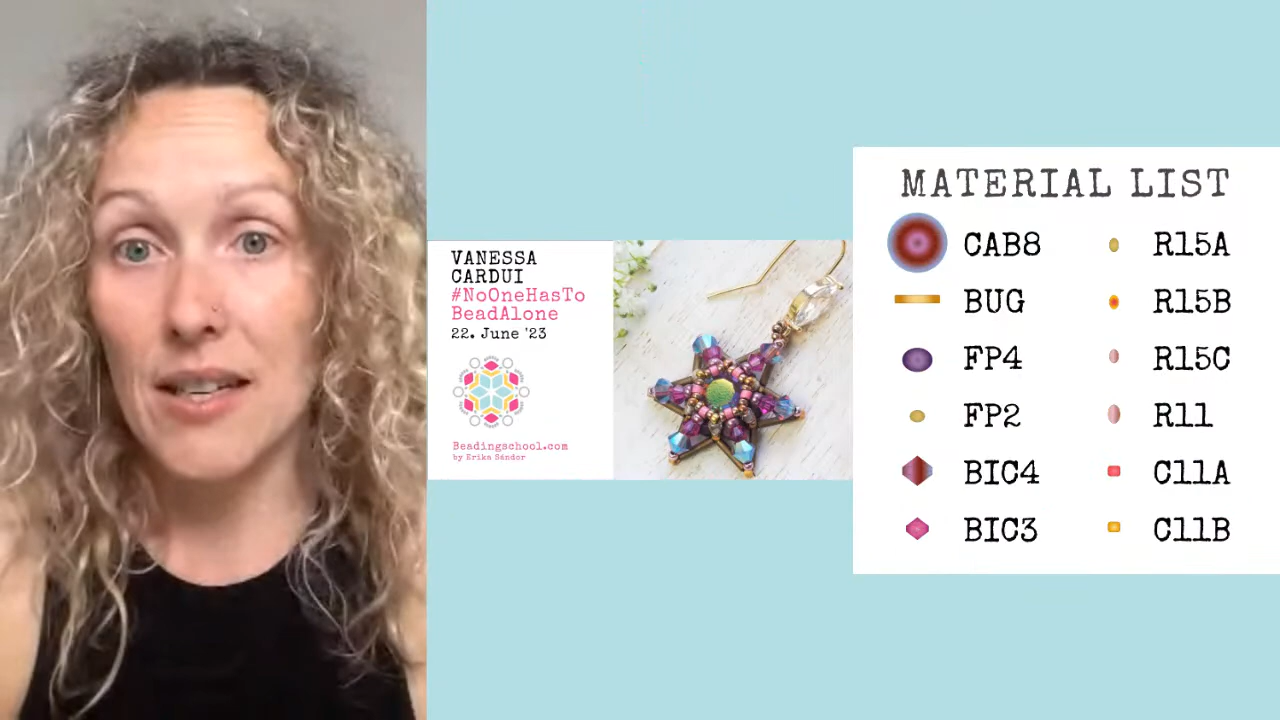 VANESSA
CARDUI
#NoOneHasTo
BeadAlone
22. June '23
Beadingschool.com
by Erika Sándor
MATERIAL LIST
CAB8
R15A
BUG
R15B
FP4
R15C
FP2
R11
BIC4
C11A
BIC3
C11B